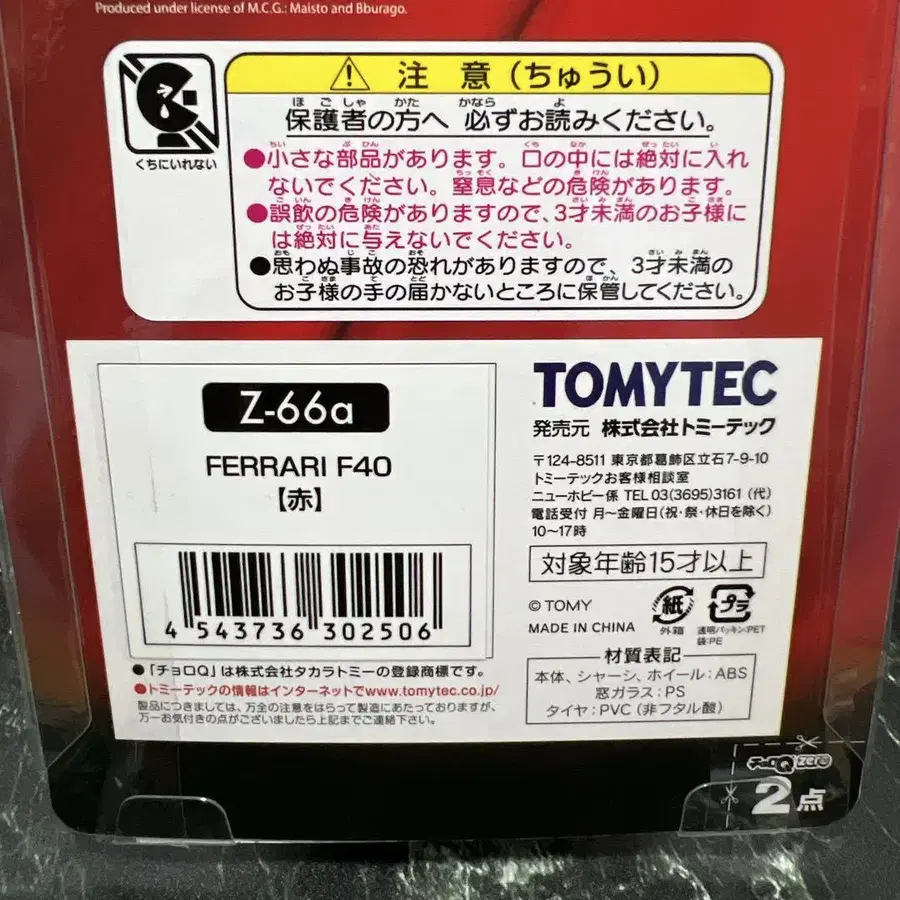 Produced under license of M.C.G.: Maisto and Bburago.
くちにいれない
注 意（ちゅうい）
保護者の方へ 必ずお読みください。
●小さな部品があります。口の中には絶対に入れ
ないでください。窒息などの危険があります。
●誤飲の危険がありますので、3才未満のお子様に
は絶対に与えないでください。
●思わぬ事故の恐れがありますので、3才未満の
お子様の手の届かないところに保管してください。
Z-66a
FERRARI F40
【赤】
4 543736 302506
●「チョロQ」は株式会社タカラトミーの登録商標です。
●トミーテックの情報はインターネットでwww.tomytec.co.jp/
製品につきましては、万全の注意をはらって製造にあたっておりますが、
万一お気付きの点がございましたら上記までご連絡下さい。
TOMYTEC
発売元 株式会社トミーテック
〒124-8511 東京都葛飾区立石7-9-10
トミーテックお客様相談室
ニューホビー係 TEL 03(3695)3161（代）
電話受付 月〜金曜日(祝・祭・休日を除く)
10〜17時
対象年齢15才以上
© TOMY
MADE IN CHINA
紙
外箱
プラ
透明パッキン:PET
袋:PE
材質表記
本体、シャーシ、ホイール：ABS
窓ガラス：PS
タイヤ：PVC（非フタル酸）
チョロQ zero
2点